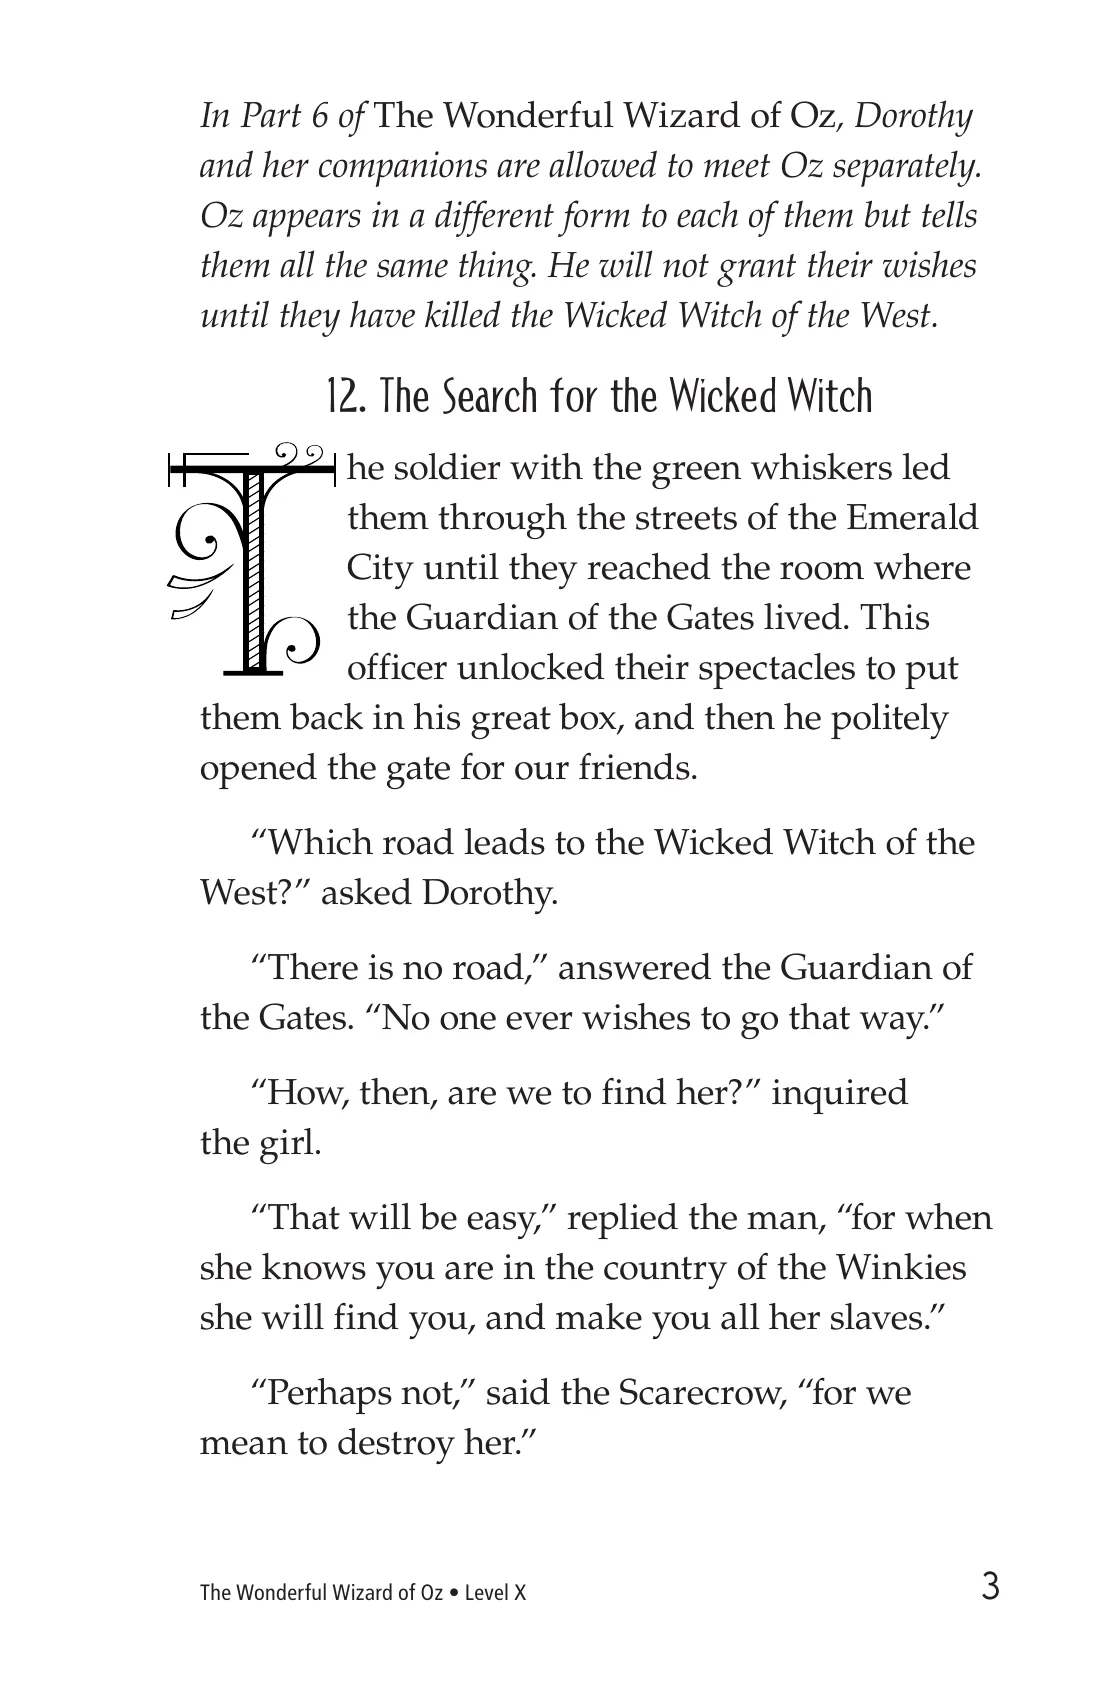 In Part 6 of The Wonderful Wizard of Oz, Dorothy
and her companions are allowed to meet Oz separately.
Oz appears in a different form to each of them but tells
them all the same thing. He will not grant their wishes
until they have killed the Wicked Witch of the West.
12. The Search for the Wicked Witch
The soldier with the green whiskers led
them through the streets of the Emerald
City until they reached the room where
the Guardian of the Gates lived. This
officer unlocked their spectacles to put
them back in his great box, and then he politely
opened the gate for our friends.
“Which road leads to the Wicked Witch of the
West?” asked Dorothy.
“There is no road,” answered the Guardian of
the Gates. “No one ever wishes to go that way.”
“How, then, are we to find her?” inquired
the girl.
“That will be easy,” replied the man, “for when
she knows you are in the country of the Winkies
she will find you, and make you all her slaves.”
“Perhaps not,” said the Scarecrow, “for we
mean to destroy her.”
The Wonderful Wizard of Oz • Level X 3